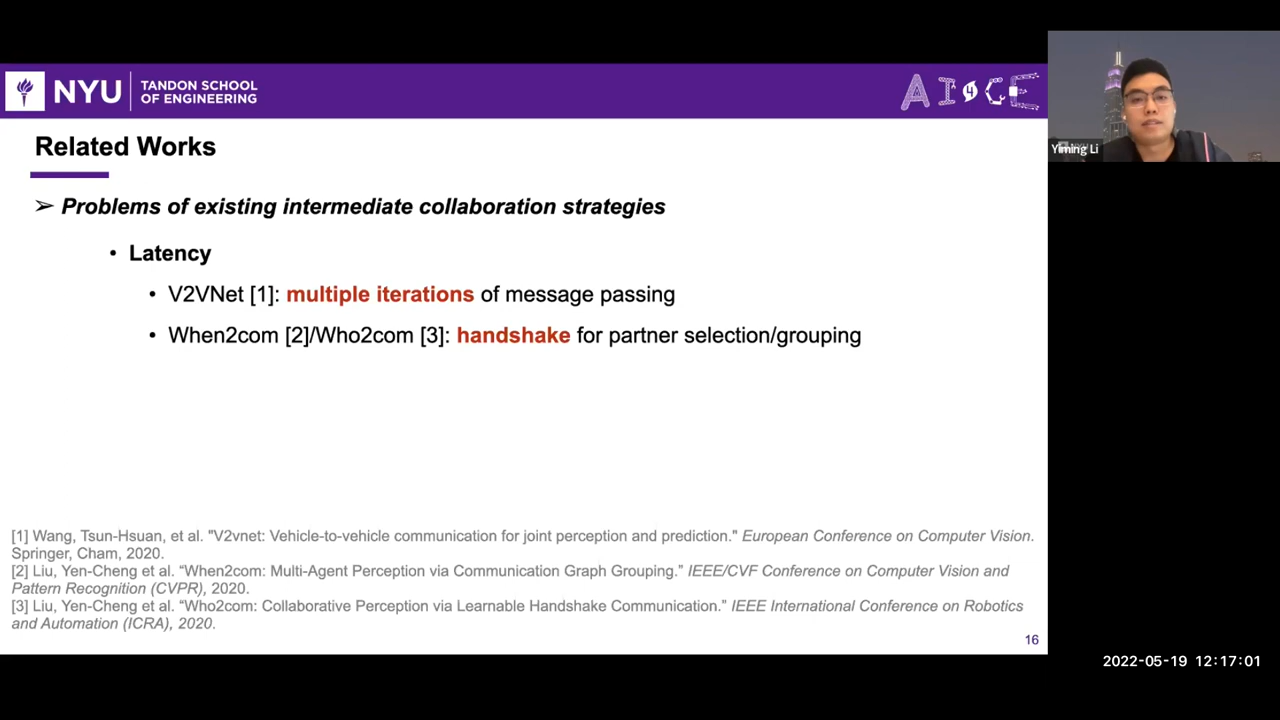 NYU
TANDON SCHOOL
OF ENGINEERING
AI4CE
Related Works
➢ Problems of existing intermediate collaboration strategies
• Latency
• V2VNet [1]: multiple iterations of message passing
• When2com [2]/Who2com [3]: handshake for partner selection/grouping
[1] Wang, Tsun-Hsuan, et al. "V2vnet: Vehicle-to-vehicle communication for joint perception and prediction." European Conference on Computer Vision.
Springer, Cham, 2020.
[2] Liu, Yen-Cheng et al. “When2com: Multi-Agent Perception via Communication Graph Grouping.” IEEE/CVF Conference on Computer Vision and
Pattern Recognition (CVPR), 2020.
[3] Liu, Yen-Cheng et al. “Who2com: Collaborative Perception via Learnable Handshake Communication.” IEEE International Conference on Robotics
and Automation (ICRA), 2020.
16
Yiming Li
2022-05-19 12:17:01